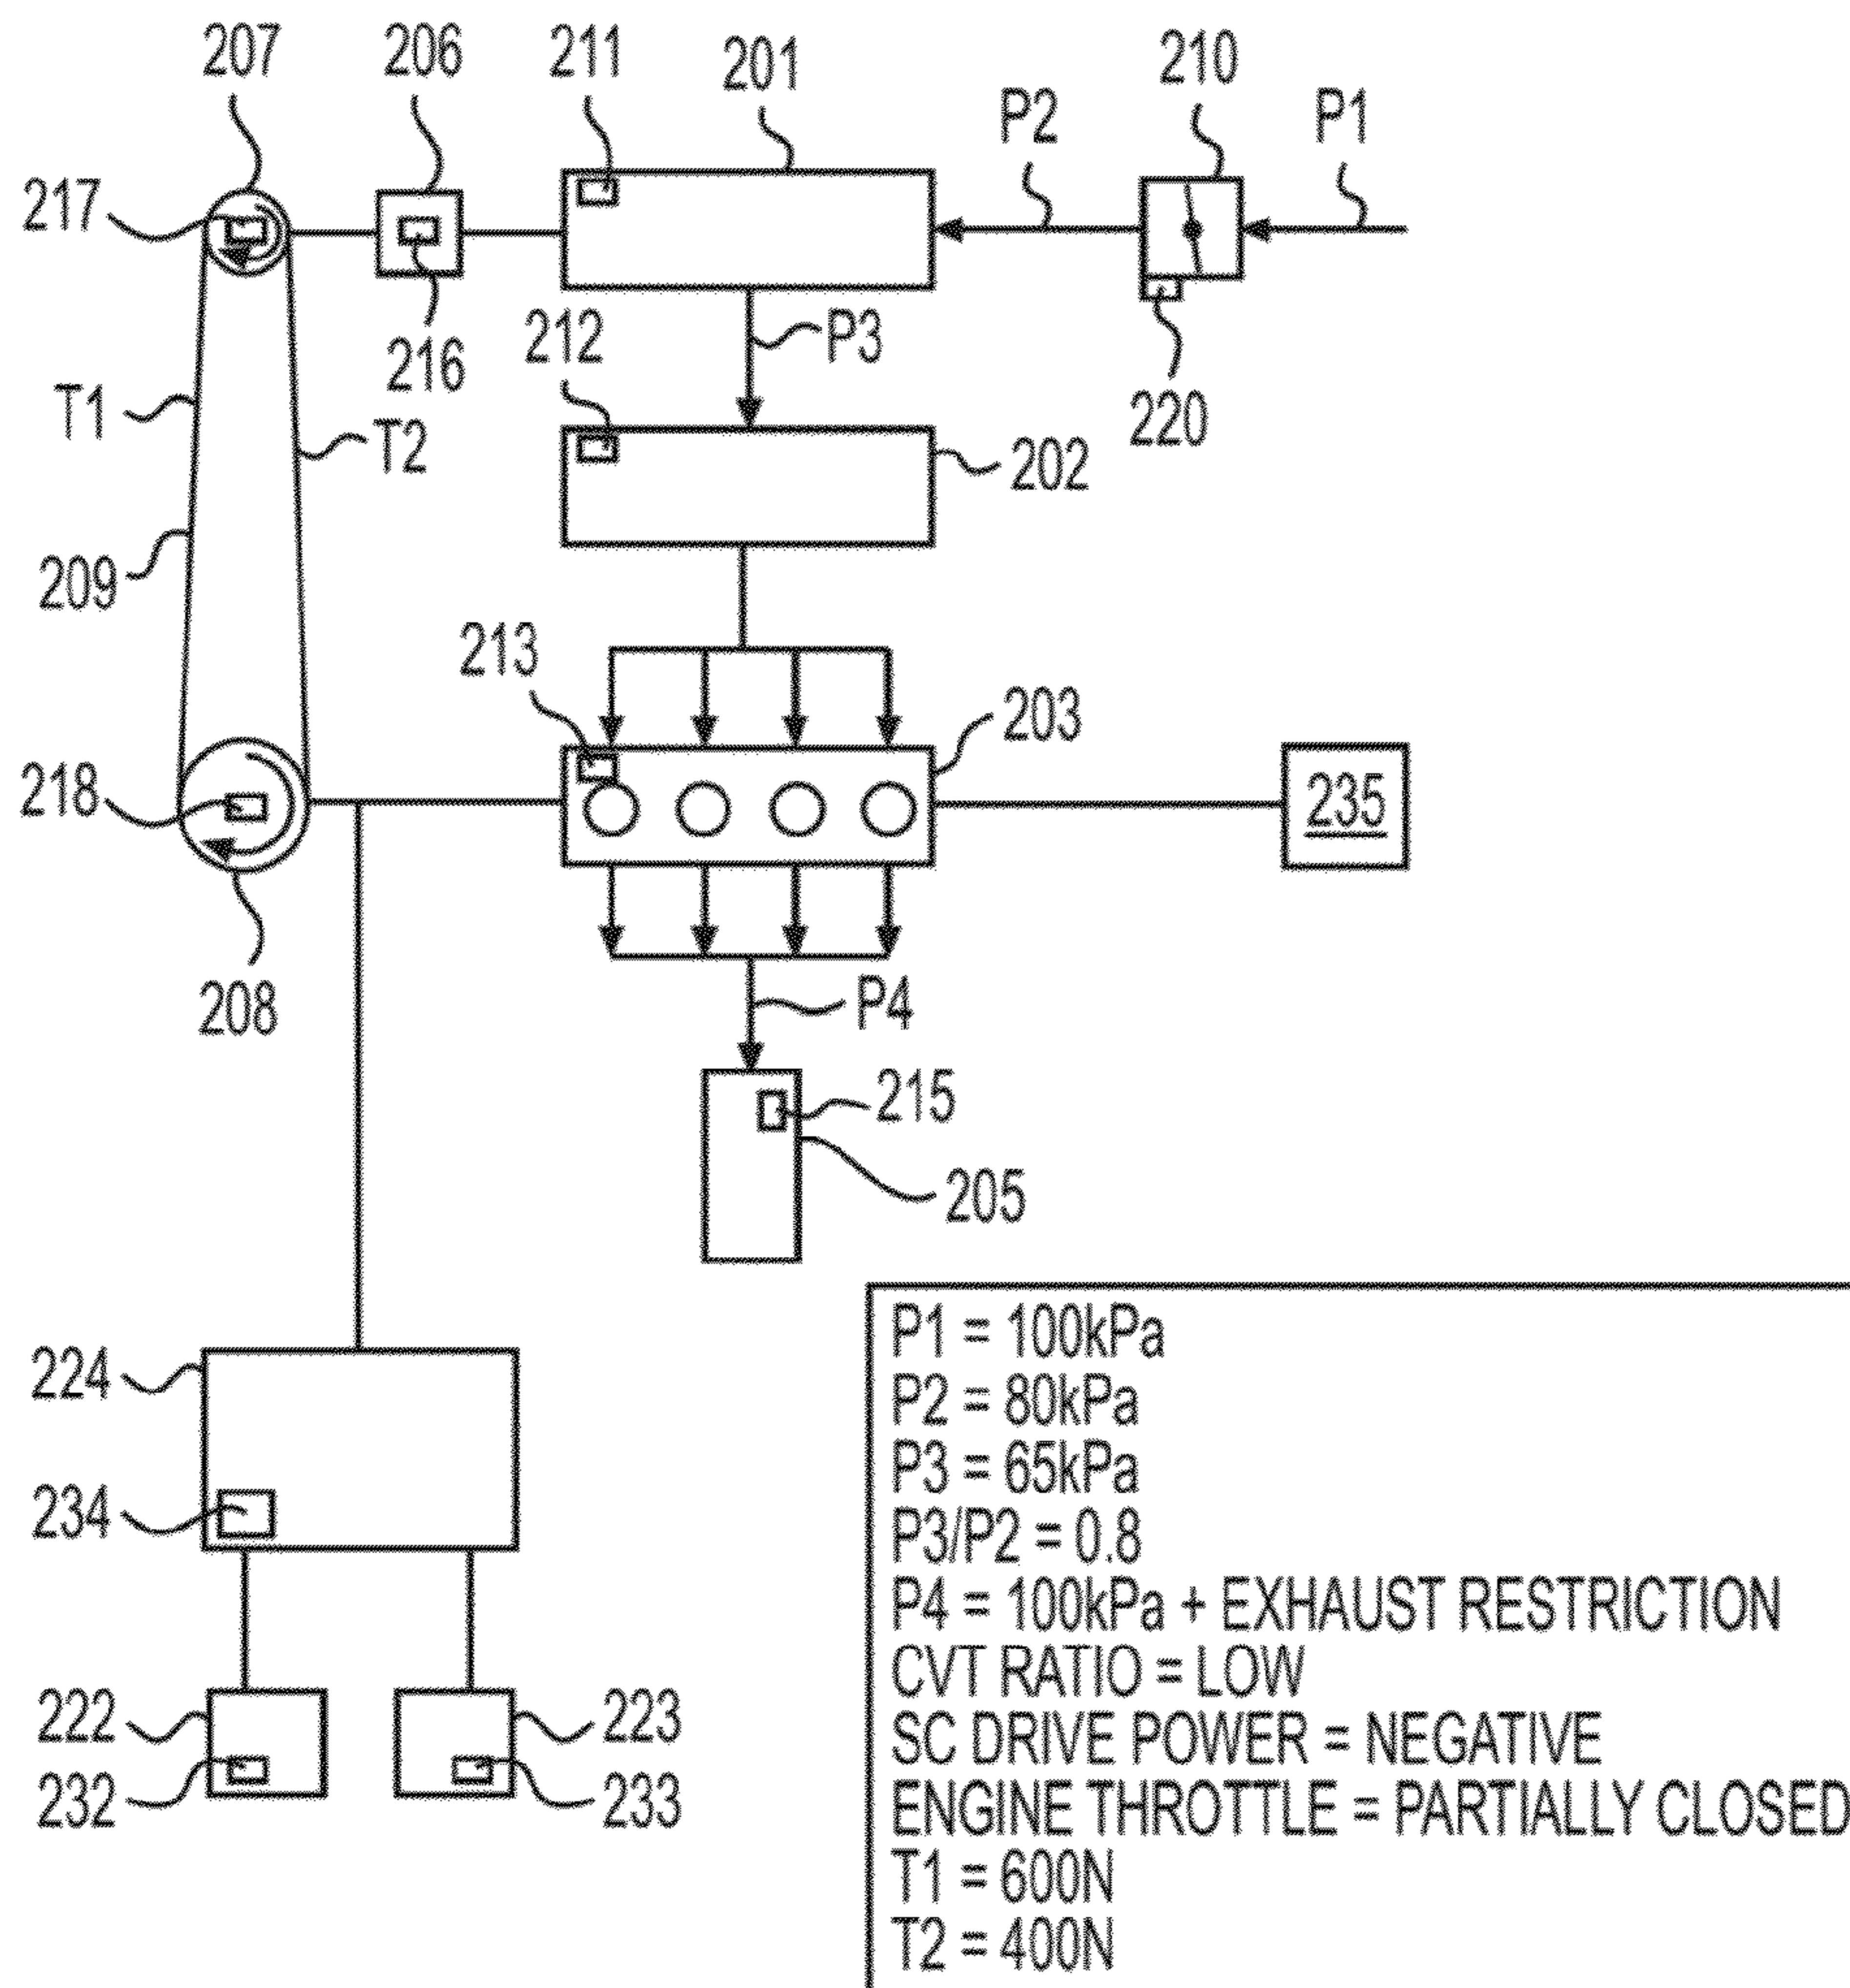 207
206
211
201
210
P2
P1
217
216
212
P3
220
T1
T2
202
209
213
203
218
235
208
P4
215
205
224
234
222
223
232
233
P1 = 100kPa
P2 = 80kPa
P3 = 65kPa
P3/P2 = 0.8
P4 = 100kPa + EXHAUST RESTRICTION
CVT RATIO = LOW
SC DRIVE POWER = NEGATIVE
ENGINE THROTTLE = PARTIALLY CLOSED
T1 = 600N
T2 = 400N